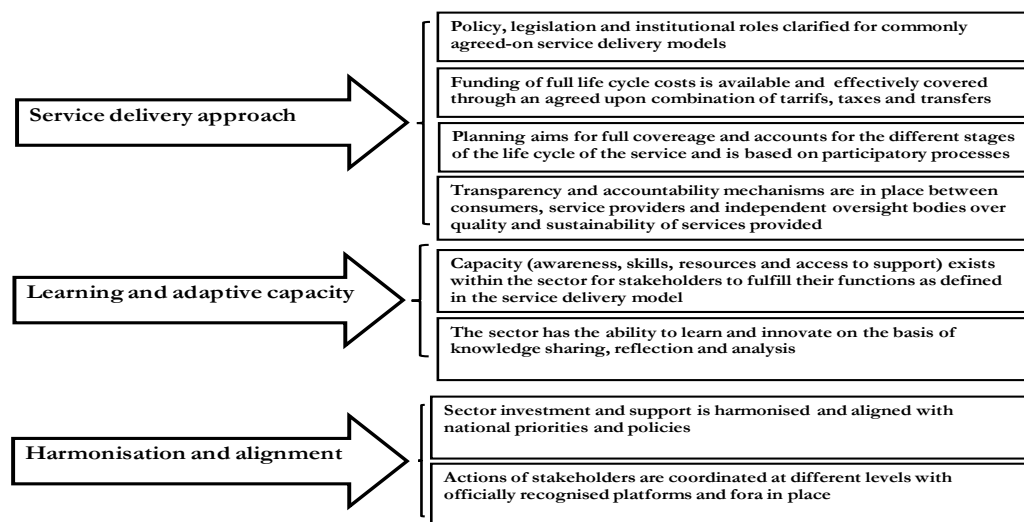 Policy, legislation and institutional roles clarified for commonly
agreed-on service delivery models
Funding of full life cycle costs is available and effectively covered
through an agreed upon combination of tarrifs, taxes and transfers
Service delivery approach
Planning aims for full covereage and accounts for the different stages
of the life cycle of the service and is based on participatory processes
Transparency and accountability mechanisms are in place between
consumers, service providers and independent oversight bodies over
quality and sustainability of services provided
Capacity (awareness, skills, resources and access to support) exists
within the sector for stakeholders to fulfill their functions as defined
in the service delivery model
Learning and adaptive capacity
The sector has the ability to learn and innovate on the basis of
knowledge sharing, reflection and analysis
Sector investment and support is harmonised and aligned with
national priorities and policies
Harmonisation and alignment
Actions of stakeholders are coordinated at different levels with
officially recognised platforms and fora in place